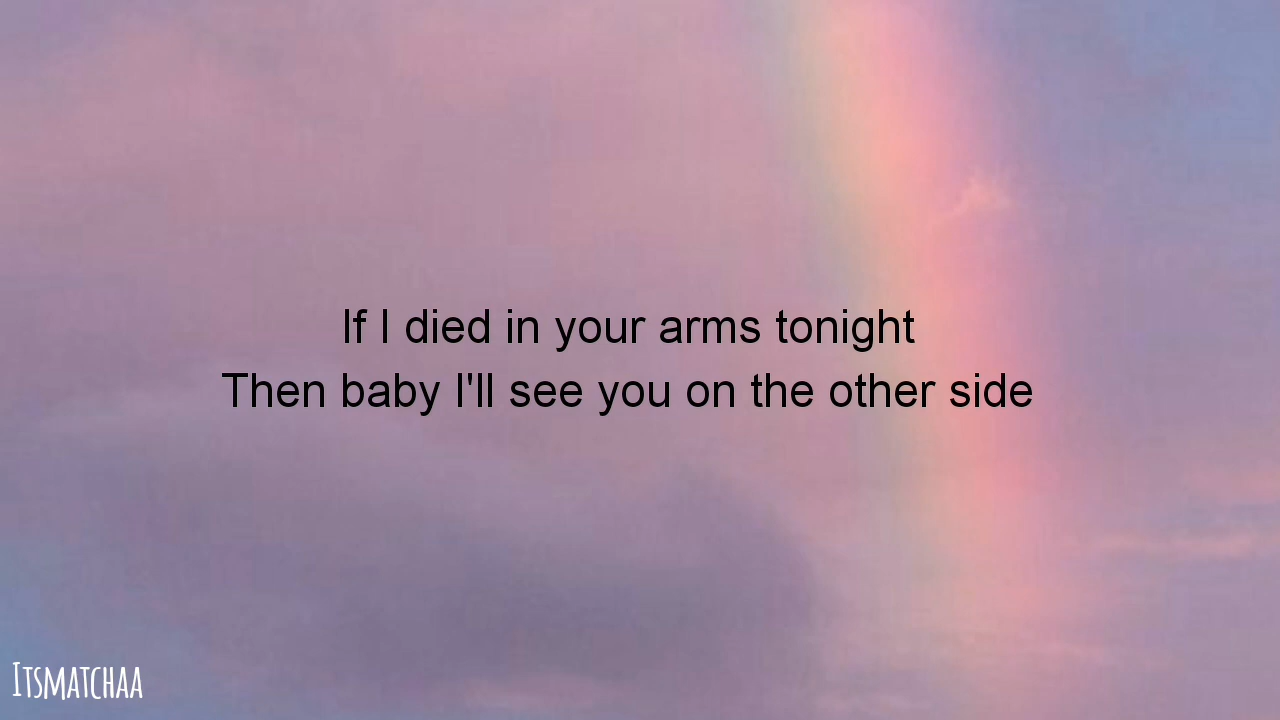 If I died in your arms tonight
Then baby I'll see you on the other side
Itsmatchaa